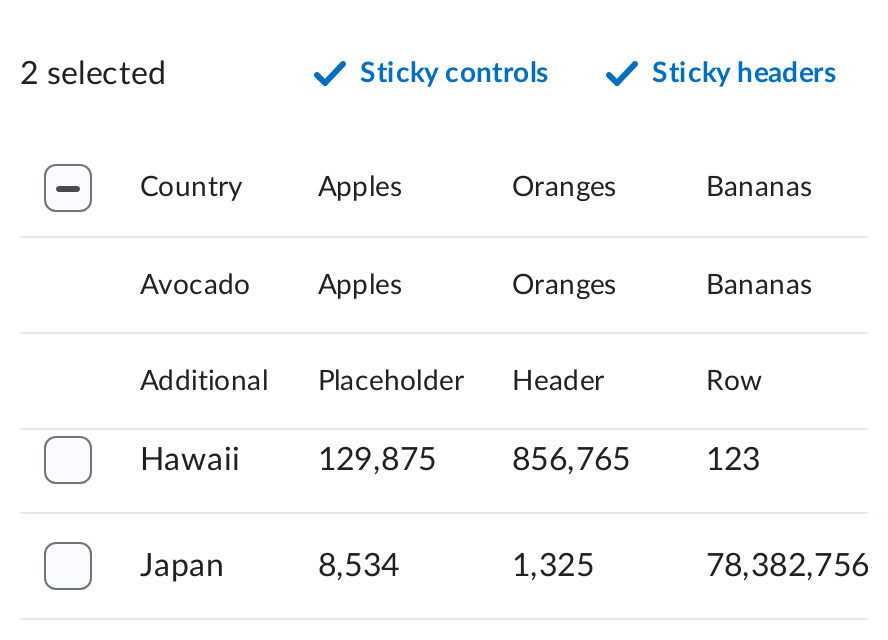 2 selected Sticky controls Sticky headers
Country Apples Oranges Bananas
Avocado Apples Oranges Bananas
Additional Placeholder Header Row
Hawaii 129,875 856,765 123
Japan 8,534 1,325 78,382,756